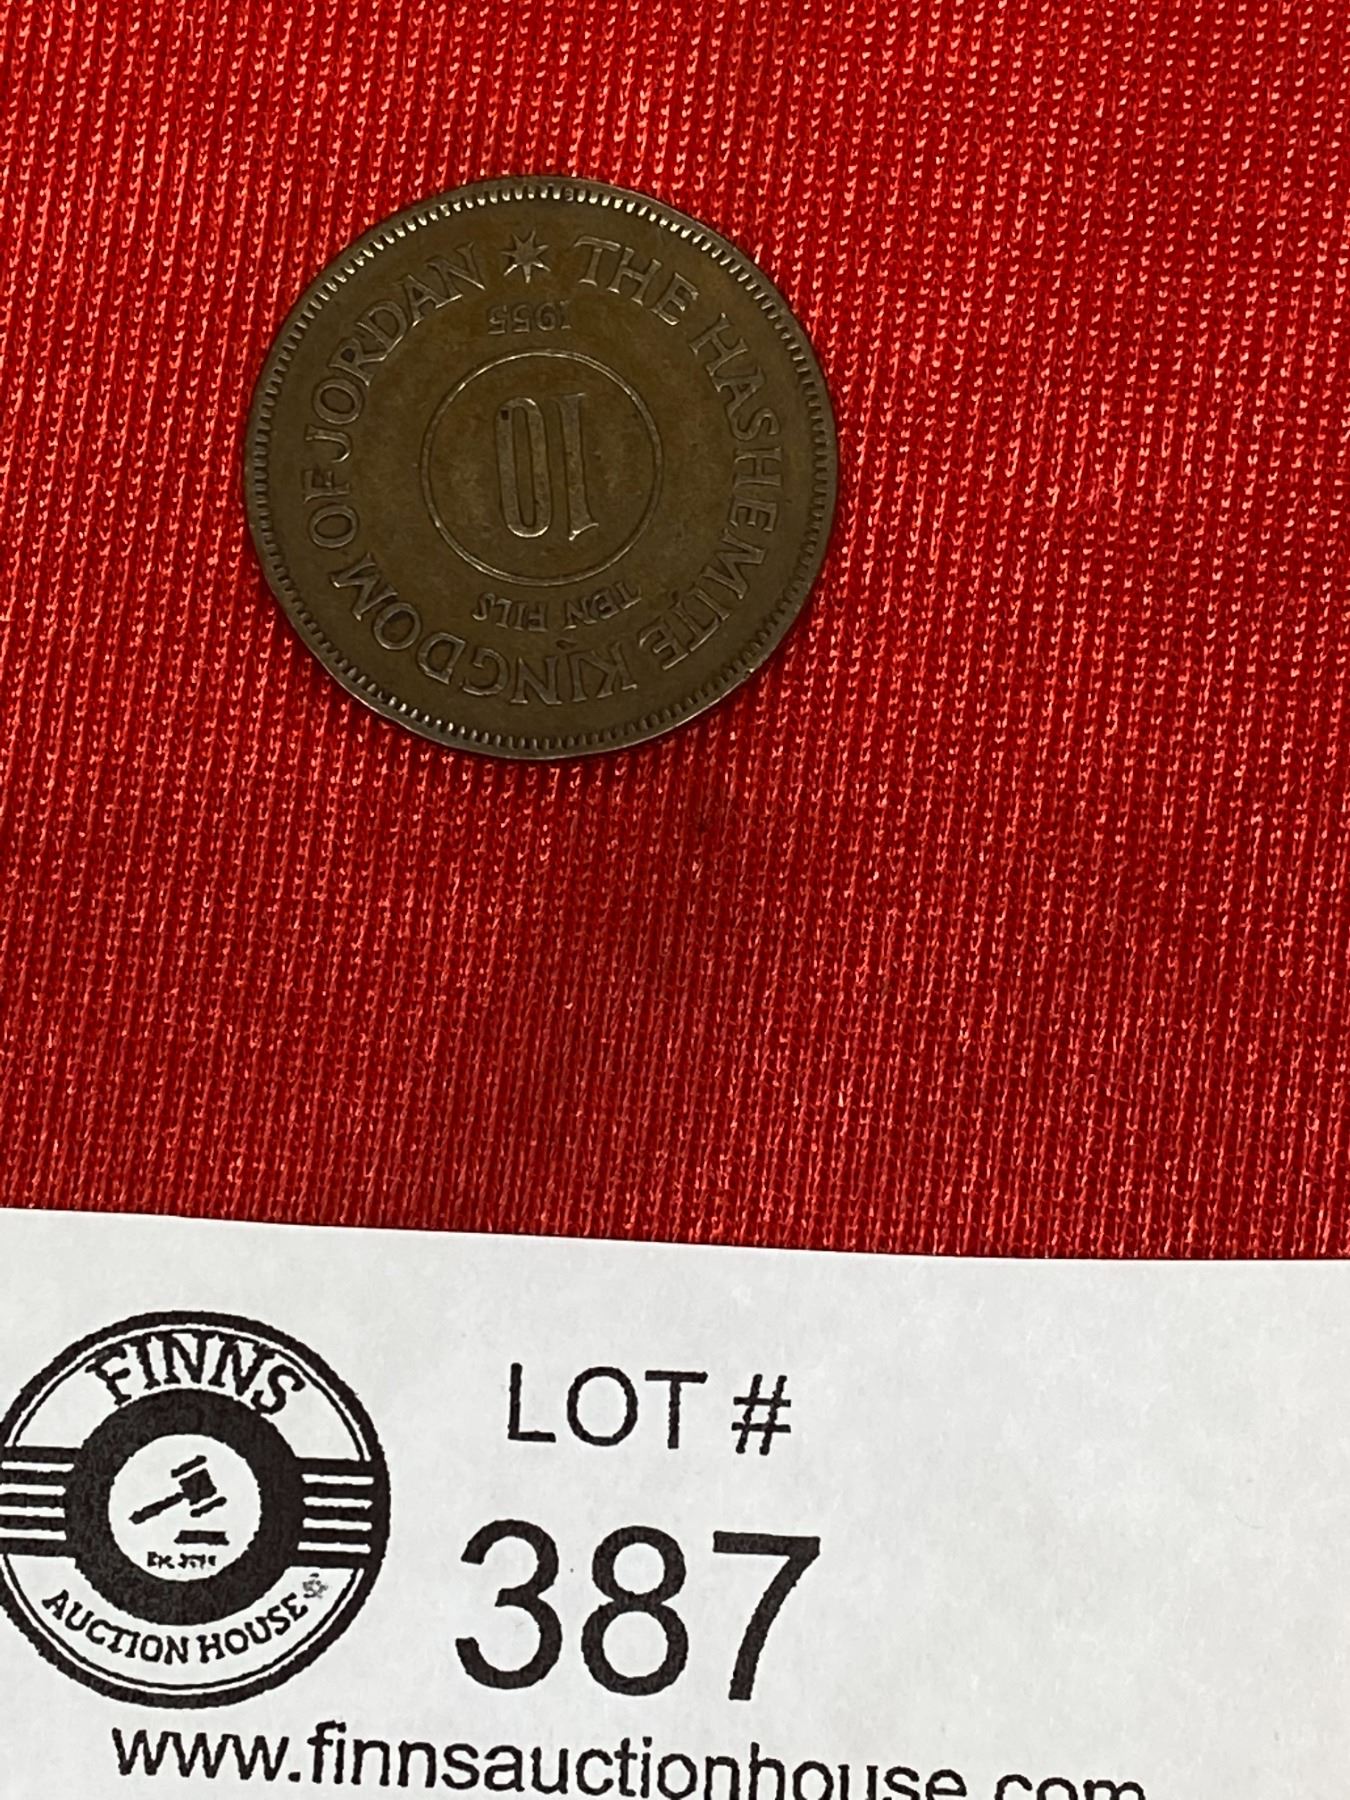 THE HASHEMITE KINGDOM OF JORDAN
1955
10
TEN FILS
FINNS
AUCTION HOUSE
LOT #
387
www.finnsauctionhouse.com